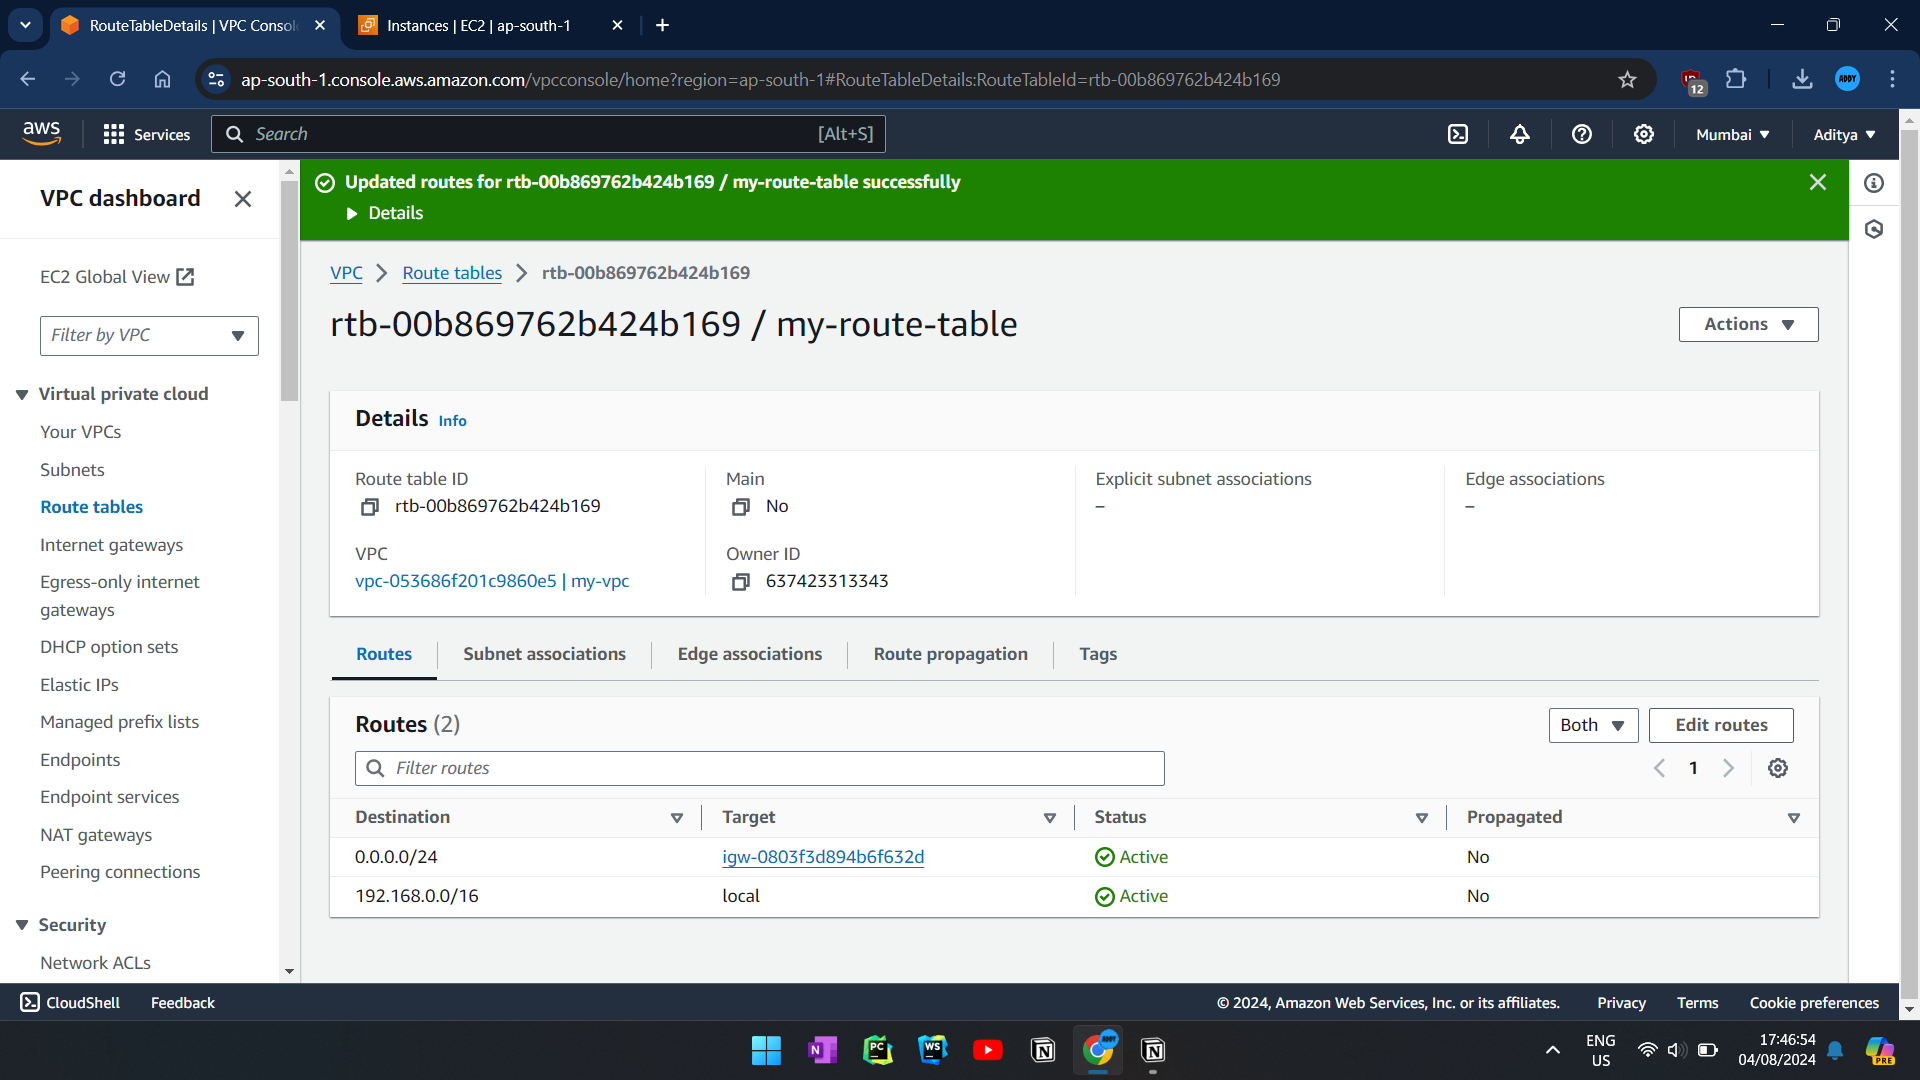 RouteTableDetails | VPC Consol
Instances | EC2 | ap-south-1
ap-south-1.console.aws.amazon.com/vpcconsole/home?region=ap-south-1#RouteTableDetails:RouteTableId=rtb-00b869762b424b169
12
ADDY
aws
Services
Search
[Alt+S]
Mumbai
Aditya
VPC dashboard
EC2 Global View
Filter by VPC
Virtual private cloud
Your VPCs
Subnets
Route tables
Internet gateways
Egress-only internet
gateways
DHCP option sets
Elastic IPs
Managed prefix lists
Endpoints
Endpoint services
NAT gateways
Peering connections
Security
Network ACLs
Updated routes for rtb-00b869762b424b169 / my-route-table successfully
Details
VPC
Route tables
rtb-00b869762b424b169
rtb-00b869762b424b169 / my-route-table
Actions
Details Info
Route table ID
rtb-00b869762b424b169
Main
No
Explicit subnet associations
–
Edge associations
–
VPC
vpc-053686f201c9860e5 | my-vpc
Owner ID
637423313343
Routes
Subnet associations
Edge associations
Route propagation
Tags
Routes (2)
Both
Edit routes
Filter routes
1
Destination Target Status Propagated
0.0.0.0/24 igw-0803f3d894b6f632d Active No
192.168.0.0/16 local Active No
CloudShell
Feedback
© 2024, Amazon Web Services, Inc. or its affiliates.
Privacy
Terms
Cookie preferences
N
PC
WS
ADDY
ENG
US
17:46:54
04/08/2024
PRE